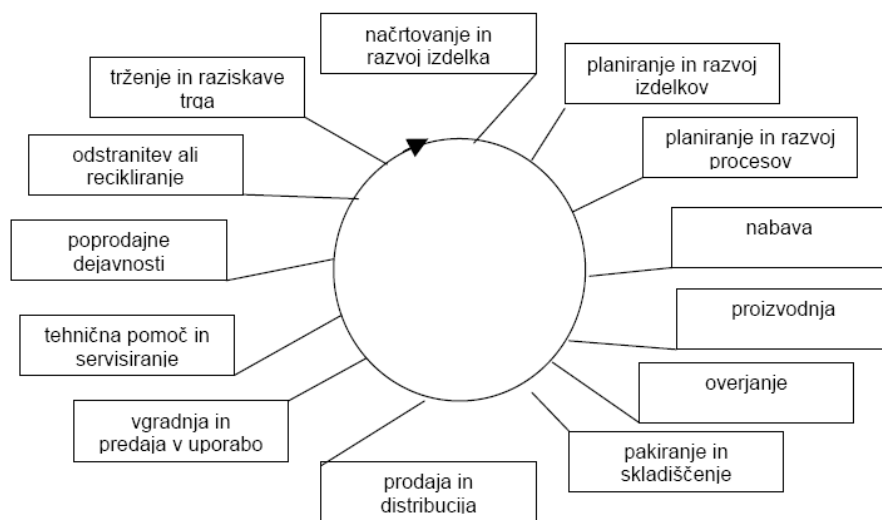 načrtovanje in
razvoj izdelka
planiranje in razvoj
izdelkov
planiranje in razvoj
procesov
nabava
proizvodnja
overjanje
pakiranje in
skladiščenje
prodaja in
distribucija
vgradnja in
predaja v uporabo
tehnična pomoč in
servisiranje
poprodajne
dejavnosti
odstranitev ali
recikliranje
trženje in raziskave
trga